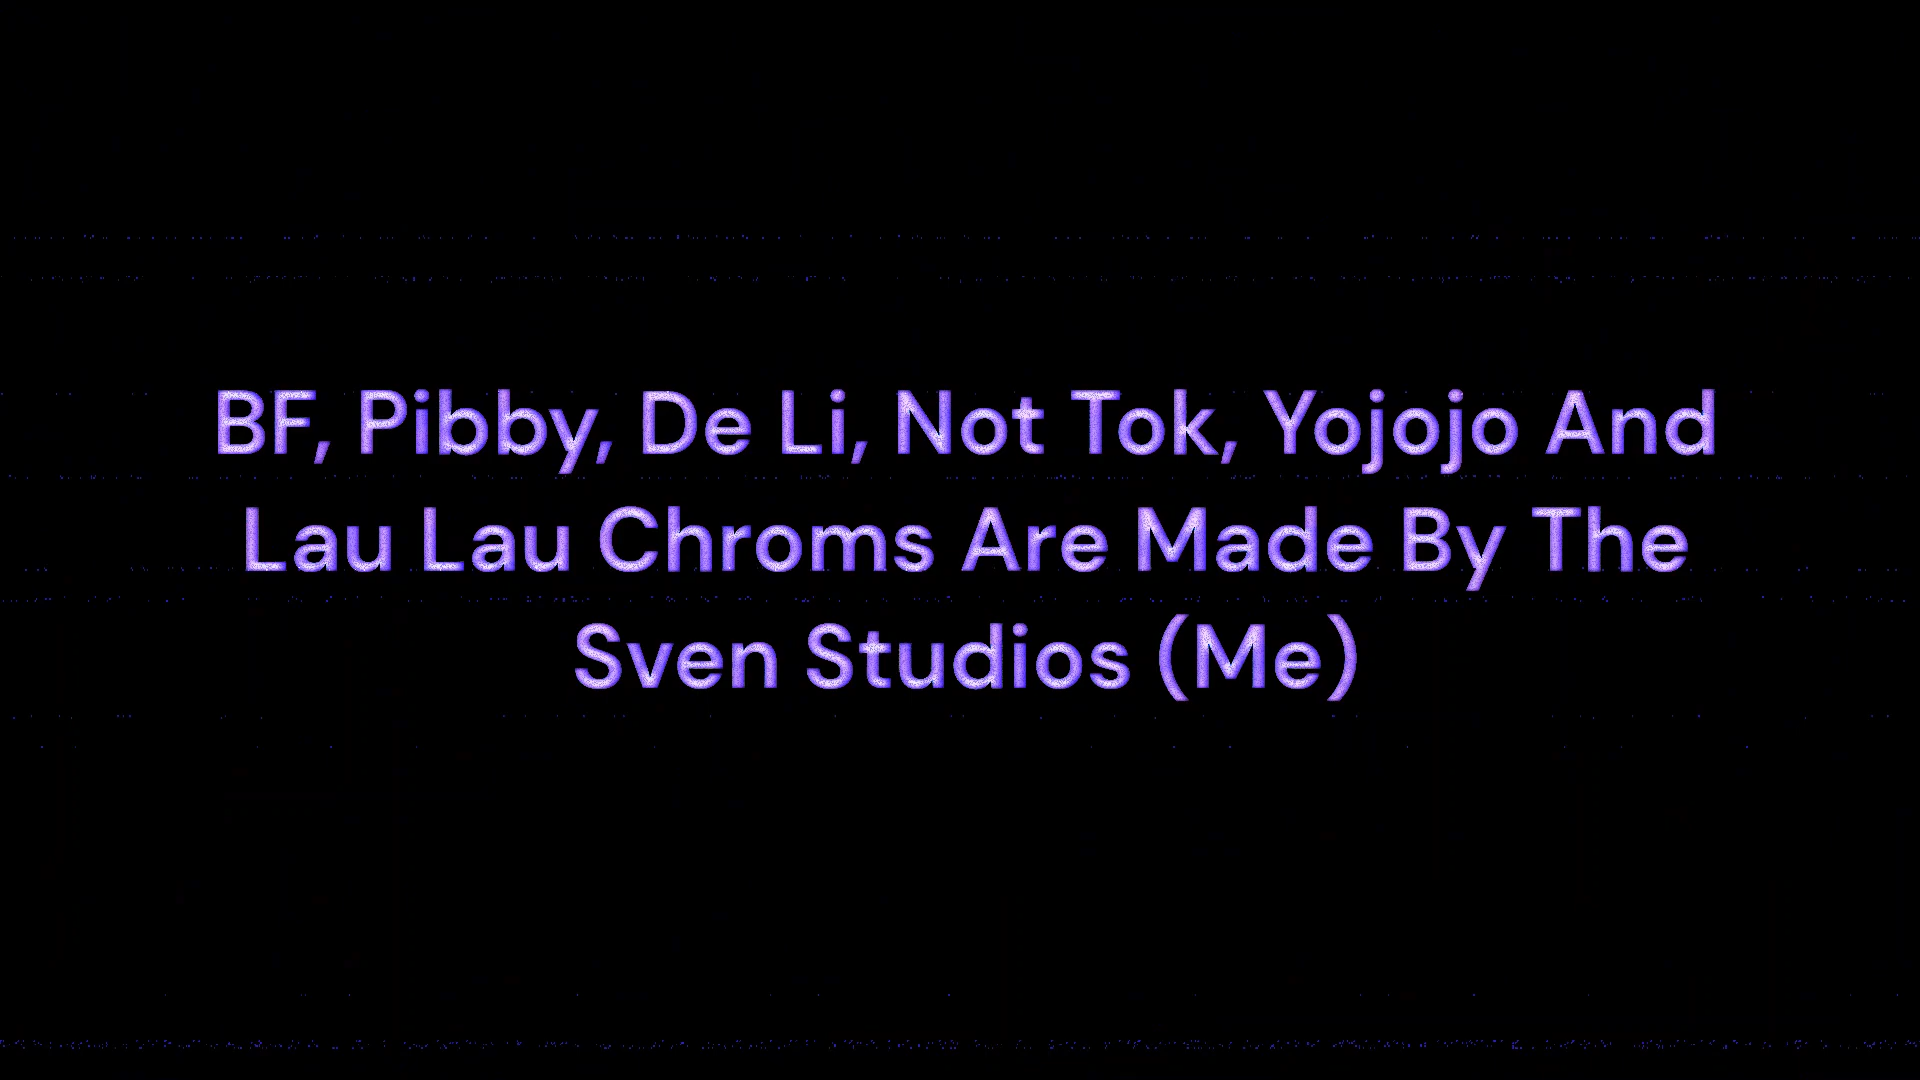 BF, Pibby, De Li, Not Tok, Yojojo And
Lau Lau Chroms Are Made By The
Sven Studios (Me)